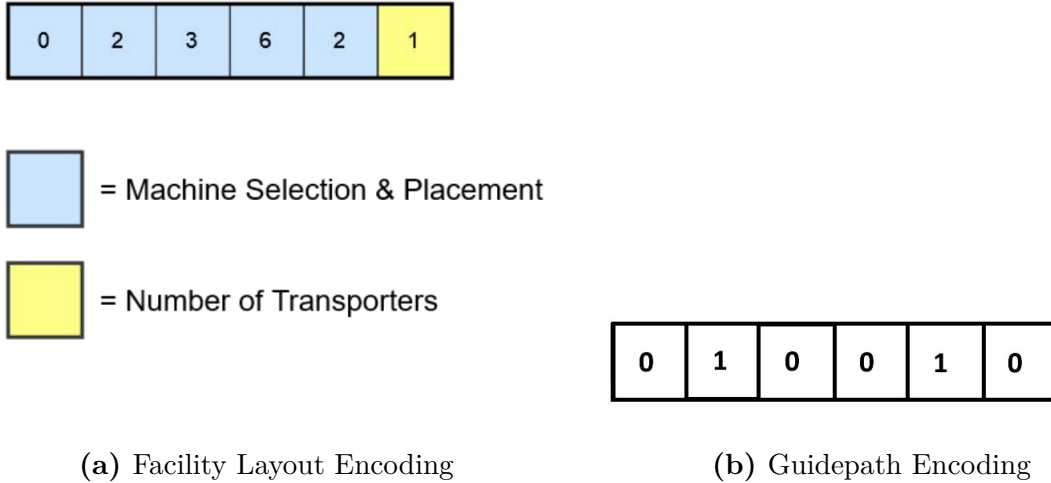 0 2 3 6 2 1
= Machine Selection & Placement
= Number of Transporters
0 1 0 0 1 0
(a) Facility Layout Encoding
(b) Guidepath Encoding